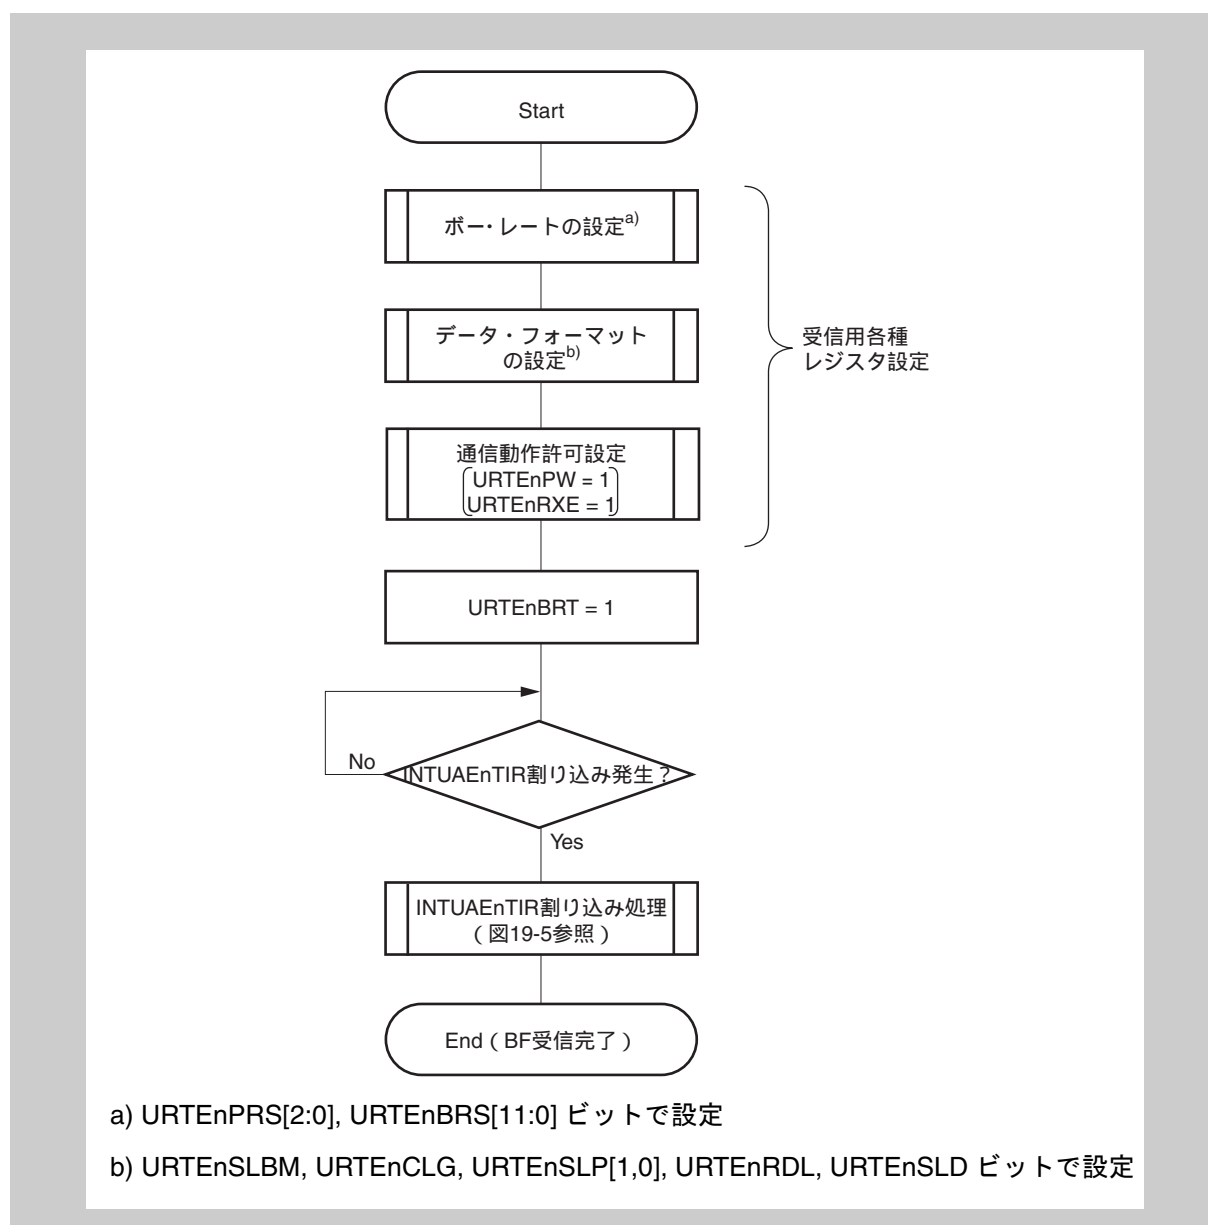 Start
ボー・レートの設定a)
データ・フォーマット
の設定b)
受信用各種
レジスタ設定
通信動作許可設定
URTEnPW = 1
URTEnRXE = 1
URTEnBRT = 1
No
INTUAEnTIR割り込み発生？
Yes
INTUAEnTIR割り込み処理
（図19-5参照）
End（BF受信完了）
a) URTEnPRS[2:0], URTEnBRS[11:0] ビットで設定
b) URTEnSLBM, URTEnCLG, URTEnSLP[1,0], URTEnRDL, URTEnSLD ビットで設定